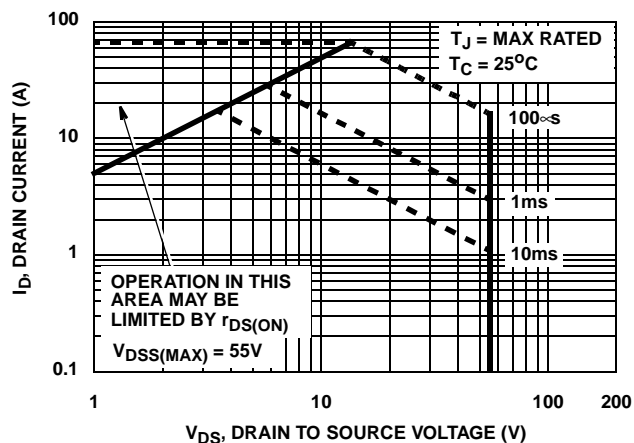 100
T_J = MAX RATED
T_C = 25°C
100∝s
10
1ms
10ms
1
OPERATION IN THIS
AREA MAY BE
LIMITED BY r_DS(ON)
V_DSS(MAX) = 55V
0.1
1
10
100
200
I_D, DRAIN CURRENT (A)
V_DS, DRAIN TO SOURCE VOLTAGE (V)